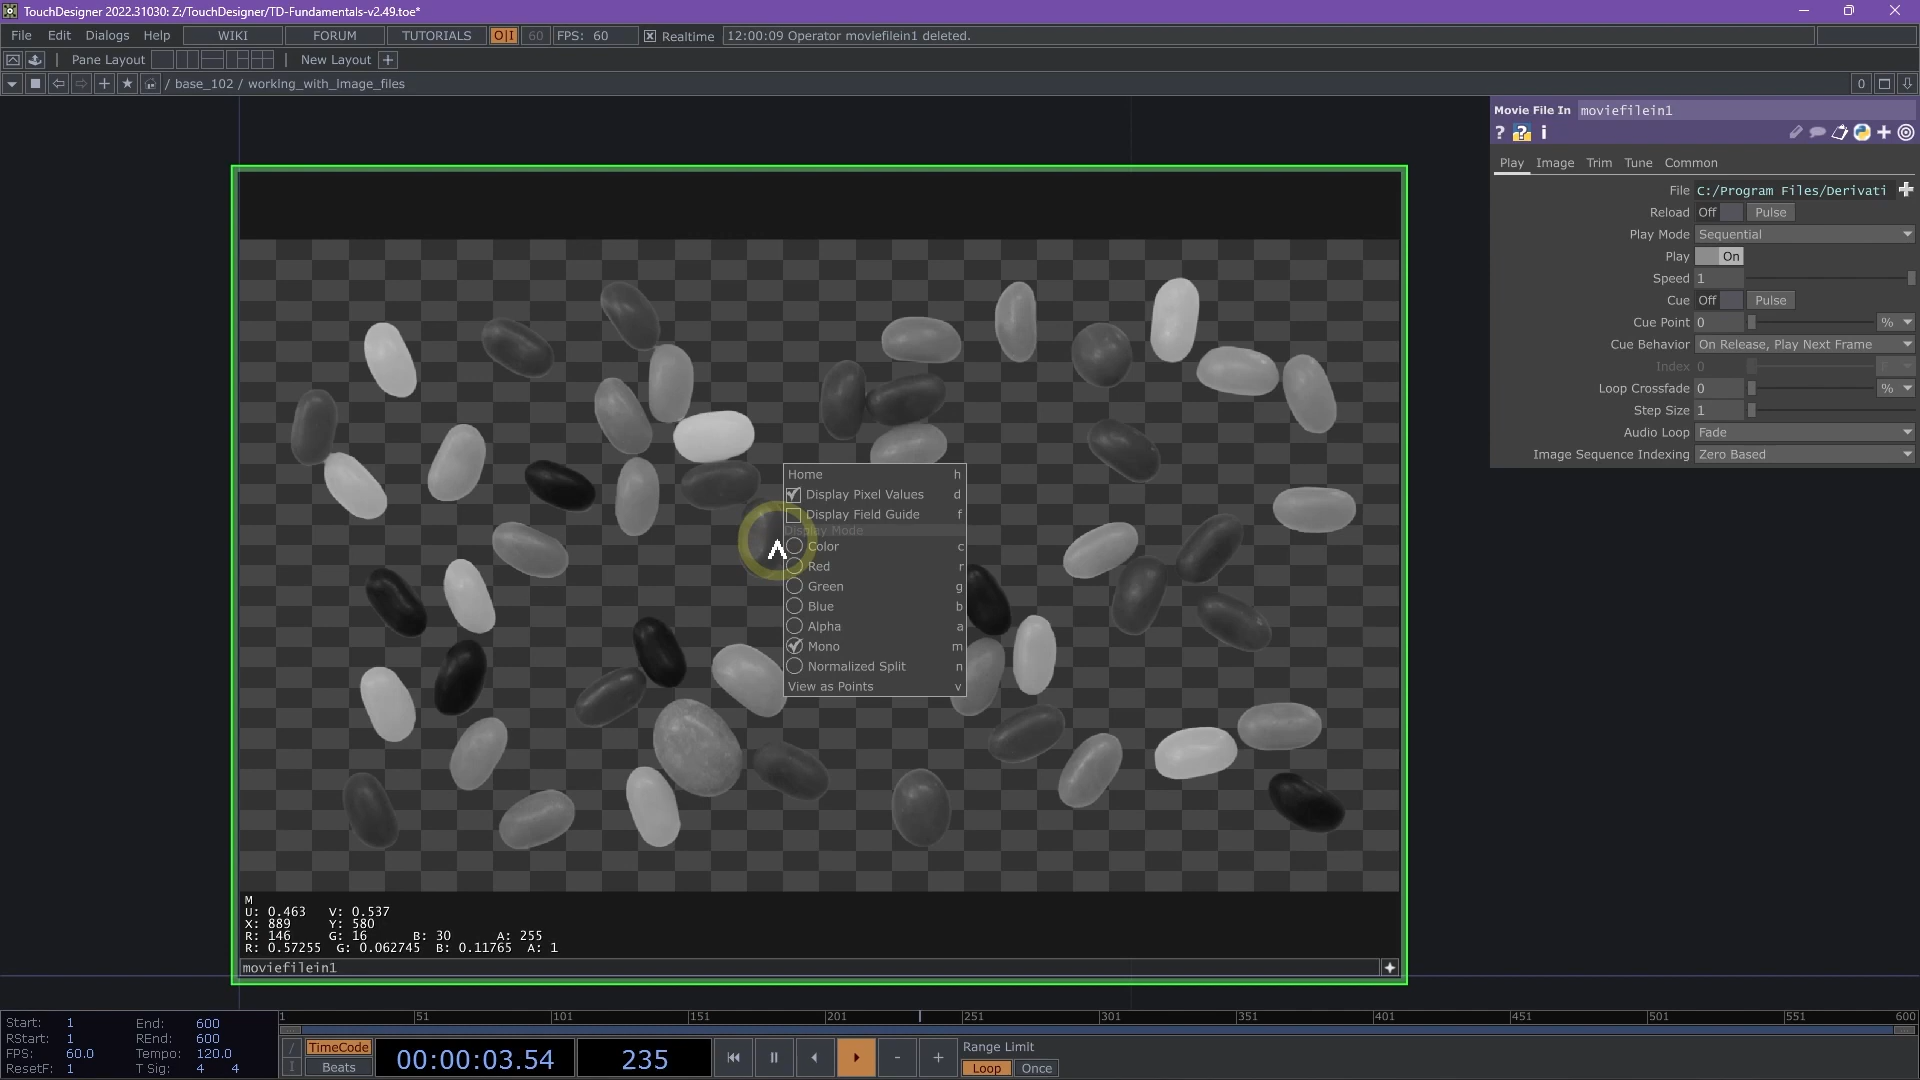 TouchDesigner 2022.31030: Z:/TouchDesigner/TD-Fundamentals-v2.49.toe*
File Edit Dialogs Help WIKI FORUM TUTORIALS O|I 60 FPS: 60 Realtime 12:00:09 Operator moviefilein1 deleted.
Pane Layout New Layout +
/ base_102 / working_with_image_files 0
Movie File In moviefilein1
? ? i
Play Image Trim Tune Common
File C:/Program Files/Derivati
Reload Off Pulse
Play Mode Sequential
Play On
Speed 1
Cue Off Pulse
Cue Point 0 %
Cue Behavior On Release, Play Next Frame
Index 0 F
Loop Crossfade 0 %
Step Size 1
Audio Loop Fade
Image Sequence Indexing Zero Based
Home h
Display Pixel Values d
Display Field Guide f
Display Mode
Color c
Red r
Green g
Blue b
Alpha a
Mono m
Normalized Split n
View as Points v
M
U: 0.463 V: 0.537
X: 889 Y: 580
R: 146 G: 16 B: 30 A: 255
R: 0.57255 G: 0.062745 B: 0.11765 A: 1
moviefilein1
1 51 101 151 201 251 301 351 401 451 501 551 600
Start: 1 End: 600
RStart: 1 REnd: 600
FPS: 60.0 Tempo: 120.0
ResetF: 1 T Sig: 4 4
/
I
TimeCode
Beats
00:00:03.54
235
- +
Range Limit
Loop Once